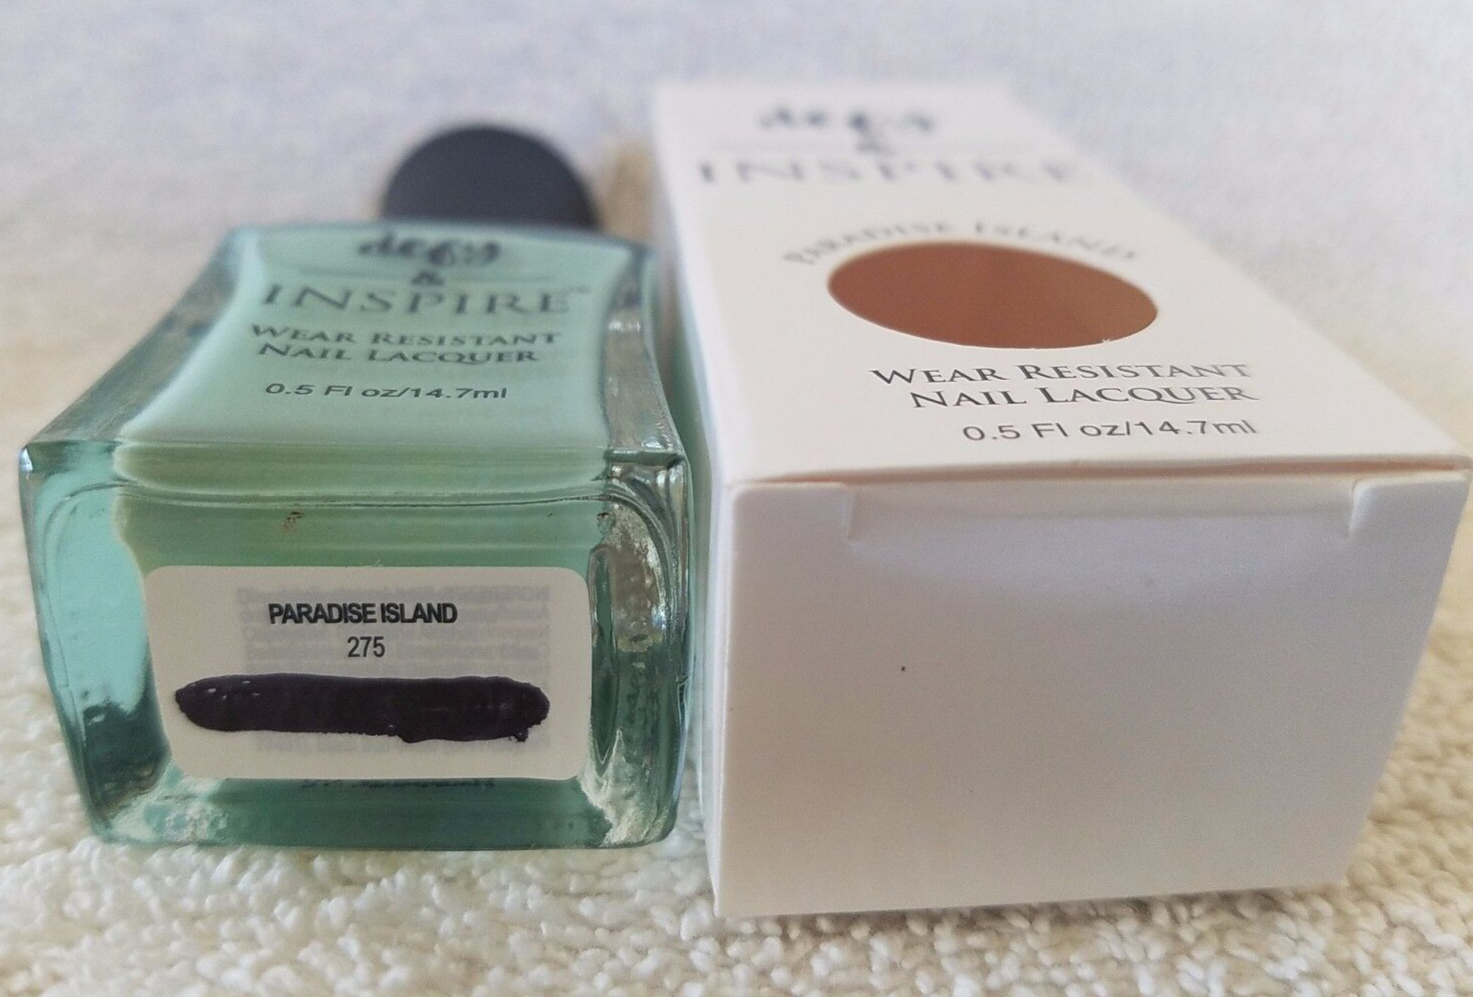 defy
&
INSPIRE™
WEAR RESISTANT
NAIL LACQUER
0.5 Fl oz/14.7ml
PARADISE ISLAND
275
defy
&
INSPIRE
PARADISE ISLAND
WEAR RESISTANT
NAIL LACQUER
0.5 Fl oz/14.7ml